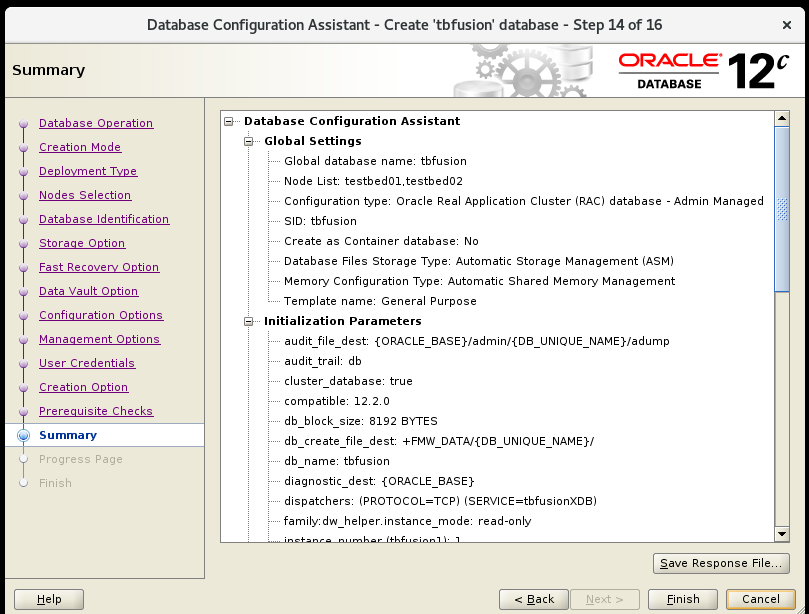 Database Configuration Assistant - Create 'tbfusion' database - Step 14 of 16
Summary
ORACLE®
DATABASE
12c
Database Operation
Creation Mode
Deployment Type
Nodes Selection
Database Identification
Storage Option
Fast Recovery Option
Data Vault Option
Configuration Options
Management Options
User Credentials
Creation Option
Prerequisite Checks
Summary
Progress Page
Finish
Database Configuration Assistant
Global Settings
Global database name: tbfusion
Node List: testbed01,testbed02
Configuration type: Oracle Real Application Cluster (RAC) database - Admin Managed
SID: tbfusion
Create as Container database: No
Database Files Storage Type: Automatic Storage Management (ASM)
Memory Configuration Type: Automatic Shared Memory Management
Template name: General Purpose
Initialization Parameters
audit_file_dest: {ORACLE_BASE}/admin/{DB_UNIQUE_NAME}/adump
audit_trail: db
cluster_database: true
compatible: 12.2.0
db_block_size: 8192 BYTES
db_create_file_dest: +FMW_DATA/{DB_UNIQUE_NAME}/
db_name: tbfusion
diagnostic_dest: {ORACLE_BASE}
dispatchers: (PROTOCOL=TCP) (SERVICE=tbfusionXDB)
family:dw_helper.instance_mode: read-only
instance_number (tbfusion1): 1
Save Response File...
Help
< Back
Next >
Finish
Cancel